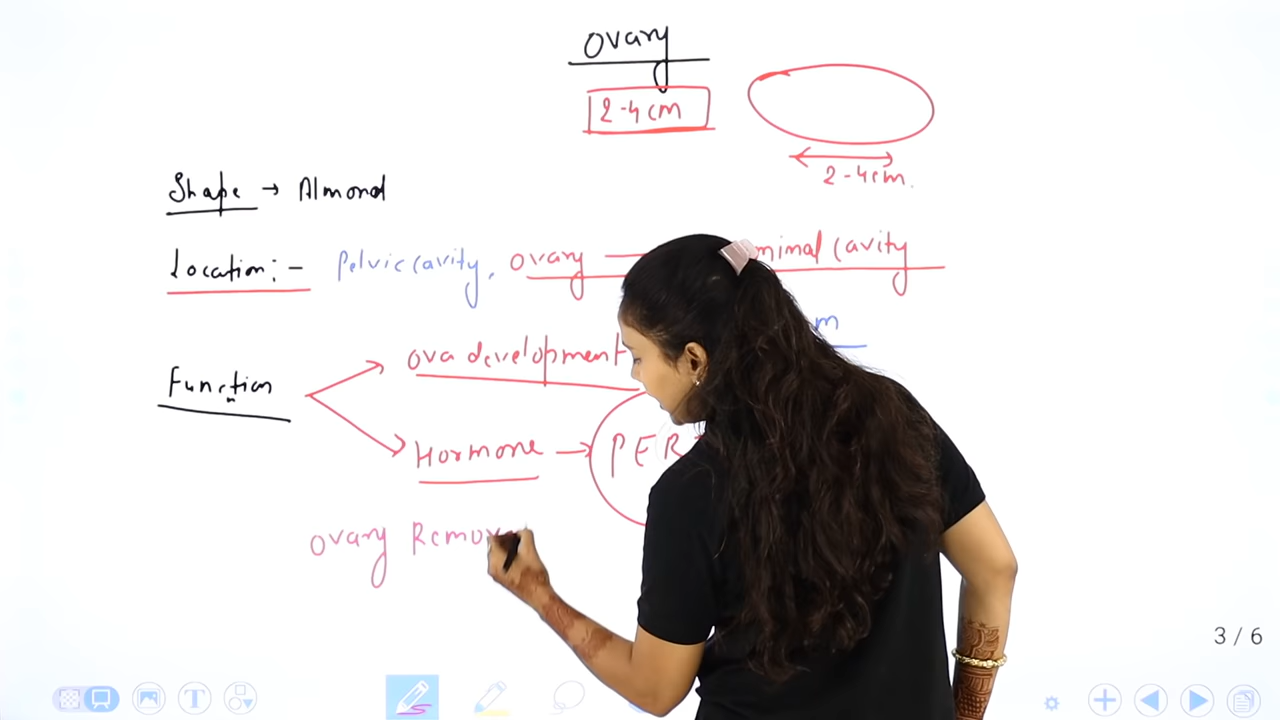 Ovary
2-4cm
2-4cm.
Shape → Almond
Location:- Pelvic cavity, ovary — minal cavity
m
Function
ova development
Hormone → PER
Ovary Remov
3 / 6